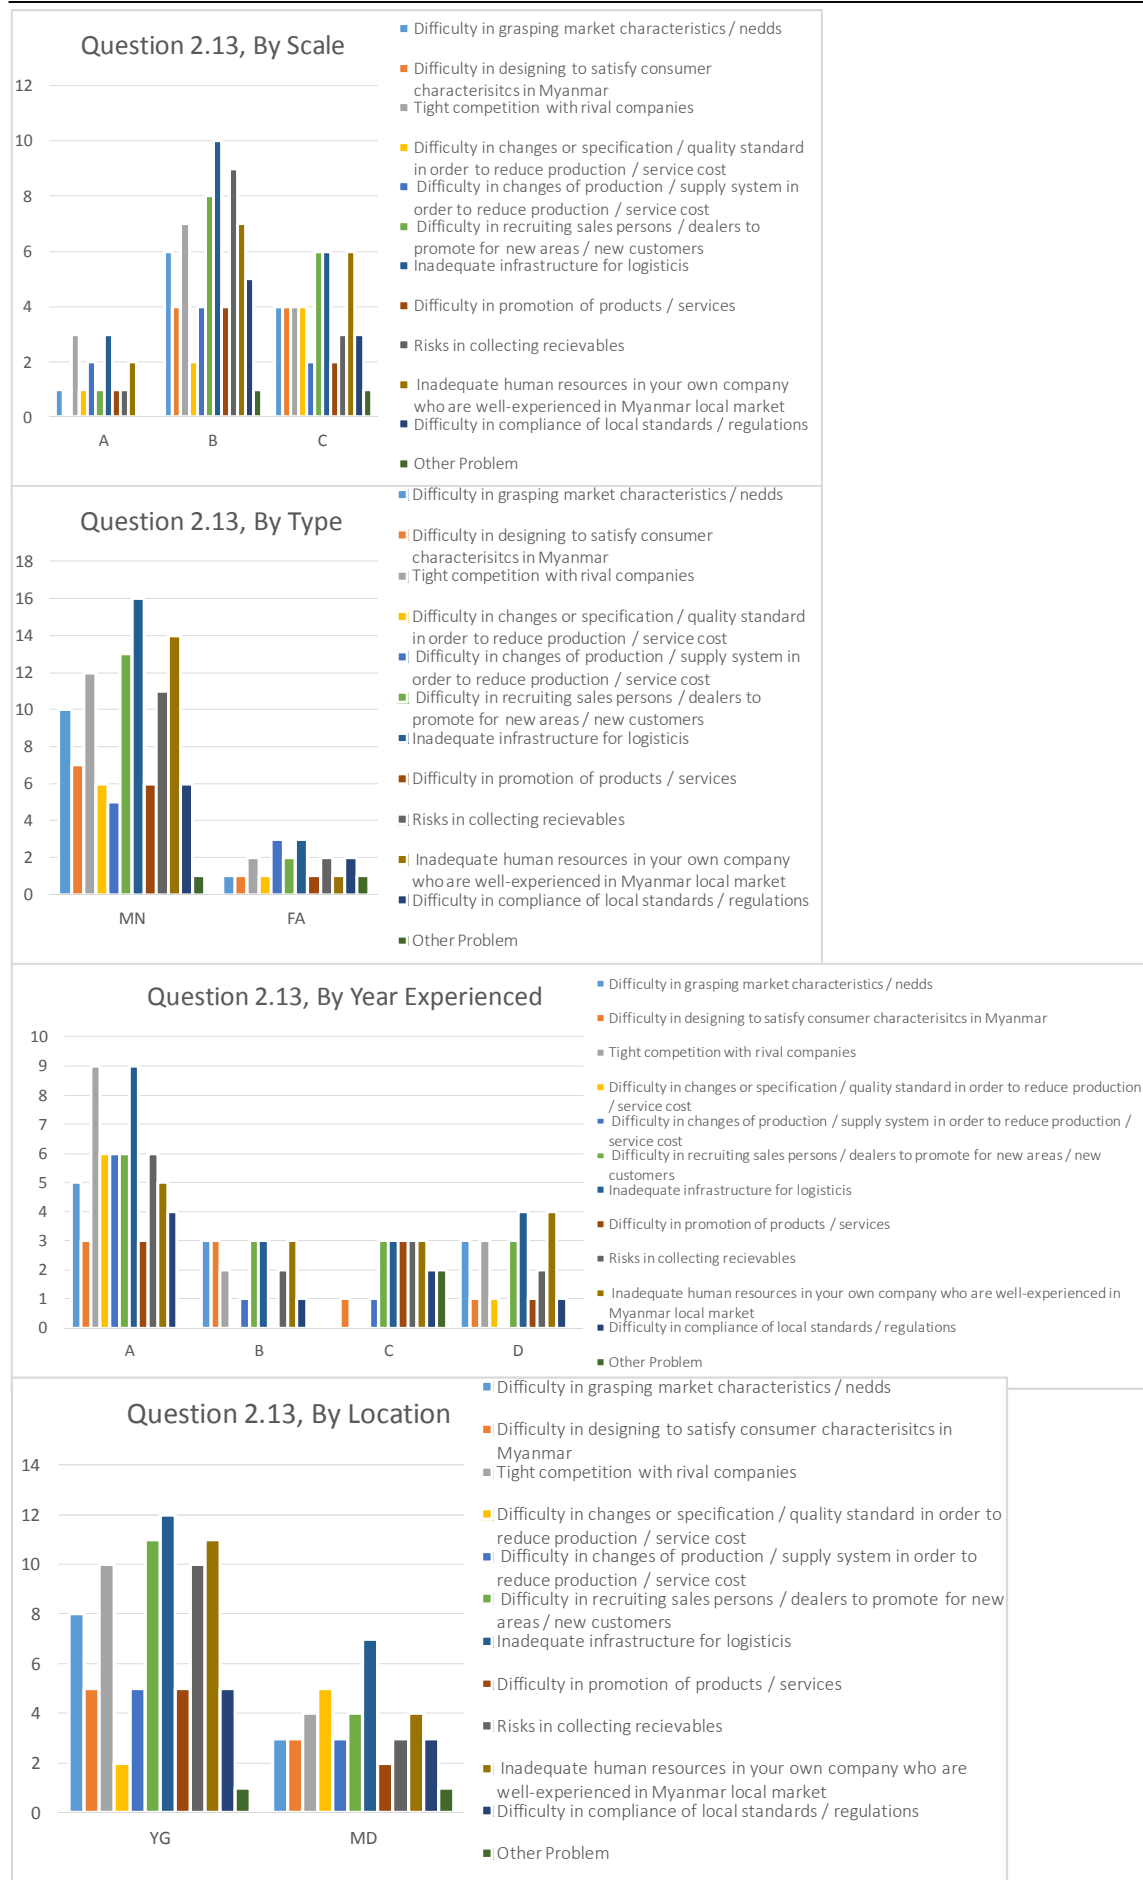 Question 2.13, By Scale
12
10
8
6
4
2
0
A B C
Difficulty in grasping market characteristics / nedds
Difficulty in designing to satisfy consumer
characterisitcs in Myanmar
Tight competition with rival companies
Difficulty in changes or specification / quality standard
in order to reduce production / service cost
Difficulty in changes of production / supply system in
order to reduce production / service cost
Difficulty in recruiting sales persons / dealers to
promote for new areas / new customers
Inadequate infrastructure for logisticis
Difficulty in promotion of products / services
Risks in collecting recievables
Inadequate human resources in your own company
who are well-experienced in Myanmar local market
Difficulty in compliance of local standards / regulations
Other Problem
Question 2.13, By Type
18
16
14
12
10
8
6
4
2
0
MN FA
Difficulty in grasping market characteristics / nedds
Difficulty in designing to satisfy consumer
characterisitcs in Myanmar
Tight competition with rival companies
Difficulty in changes or specification / quality standard
in order to reduce production / service cost
Difficulty in changes of production / supply system in
order to reduce production / service cost
Difficulty in recruiting sales persons / dealers to
promote for new areas / new customers
Inadequate infrastructure for logisticis
Difficulty in promotion of products / services
Risks in collecting recievables
Inadequate human resources in your own company
who are well-experienced in Myanmar local market
Difficulty in compliance of local standards / regulations
Other Problem
Question 2.13, By Year Experienced
10
9
8
7
6
5
4
3
2
1
0
A B C D
Difficulty in grasping market characteristics / nedds
Difficulty in designing to satisfy consumer characterisitcs in Myanmar
Tight competition with rival companies
Difficulty in changes or specification / quality standard in order to reduce production
/ service cost
Difficulty in changes of production / supply system in order to reduce production /
service cost
Difficulty in recruiting sales persons / dealers to promote for new areas / new
customers
Inadequate infrastructure for logisticis
Difficulty in promotion of products / services
Risks in collecting recievables
Inadequate human resources in your own company who are well-experienced in
Myanmar local market
Difficulty in compliance of local standards / regulations
Other Problem
Question 2.13, By Location
14
12
10
8
6
4
2
0
YG MD
Difficulty in grasping market characteristics / nedds
Difficulty in designing to satisfy consumer characterisitcs in
Myanmar
Tight competition with rival companies
Difficulty in changes or specification / quality standard in order to
reduce production / service cost
Difficulty in changes of production / supply system in order to
reduce production / service cost
Difficulty in recruiting sales persons / dealers to promote for new
areas / new customers
Inadequate infrastructure for logisticis
Difficulty in promotion of products / services
Risks in collecting recievables
Inadequate human resources in your own company who are
well-experienced in Myanmar local market
Difficulty in compliance of local standards / regulations
Other Problem